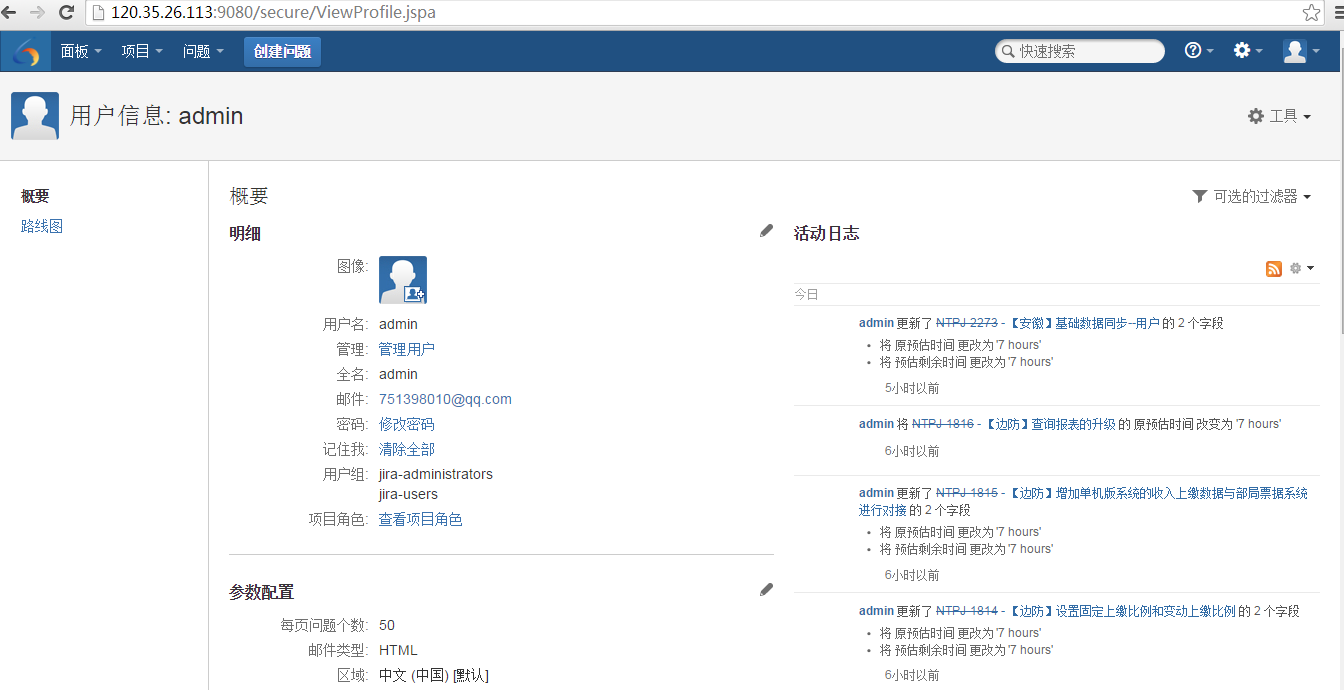 120.35.26.113:9080/secure/ViewProfile.jspa
面板 项目 问题 创建问题 快速搜索
用户信息: admin
工具
概要
路线图
概要
可选的过滤器
明细
图像:
用户名: admin
管理: 管理用户
全名: admin
邮件: 751398010@qq.com
密码: 修改密码
记住我: 清除全部
用户组: jira-administrators
jira-users
项目角色: 查看项目角色
参数配置
每页问题个数: 50
邮件类型: HTML
区域: 中文 (中国) [默认]
活动日志
今日
admin 更新了 NTPJ-2273 - 【安徽】基础数据同步--用户 的 2 个字段
• 将 原预估时间 更改为 '7 hours'
• 将 预估剩余时间 更改为 '7 hours'
5小时以前
admin 将 NTPJ-1816 - 【边防】查询报表的升级 的 原预估时间 改变为 '7 hours'
6小时以前
admin 更新了 NTPJ-1815 - 【边防】增加单机版系统的收入上缴数据与部局票据系统
进行对接 的 2 个字段
• 将 原预估时间 更改为 '7 hours'
• 将 预估剩余时间 更改为 '7 hours'
6小时以前
admin 更新了 NTPJ-1814 - 【边防】设置固定上缴比例和变动上缴比例 的 2 个字段
• 将 原预估时间 更改为 '7 hours'
• 将 预估剩余时间 更改为 '7 hours'
6小时以前